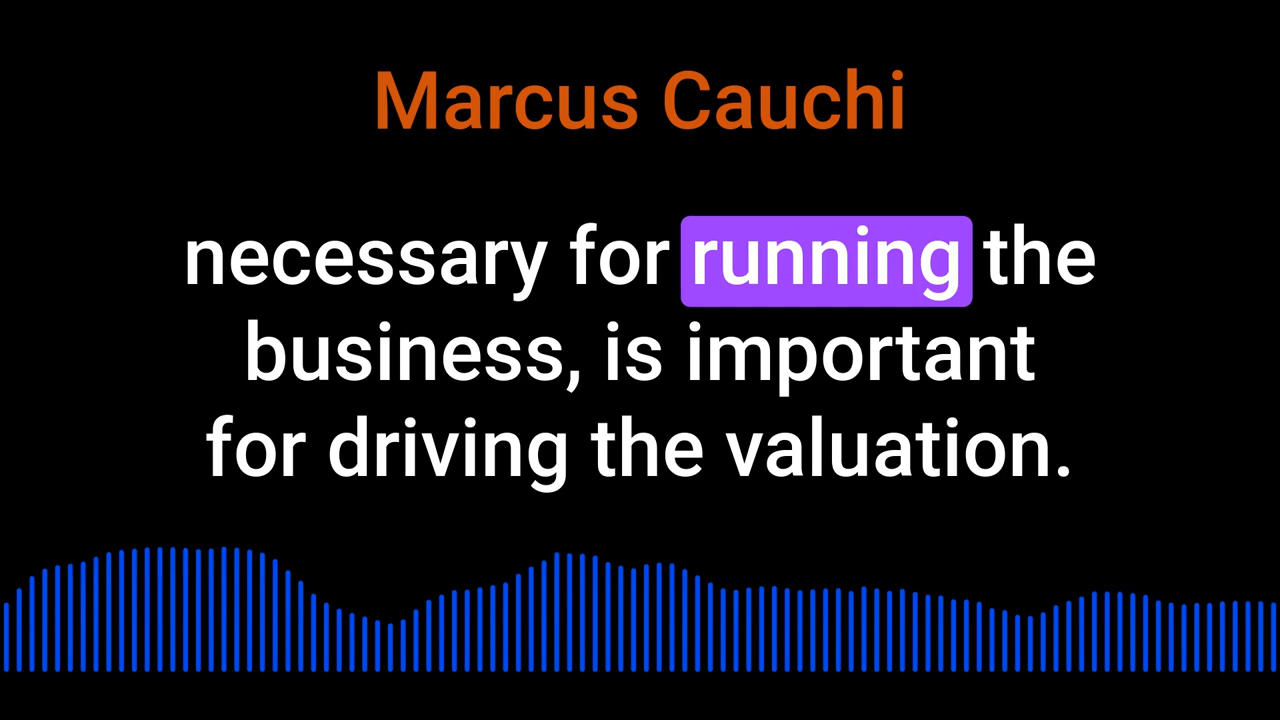 Marcus Cauchi
necessary for running the
business, is important
for driving the valuation.